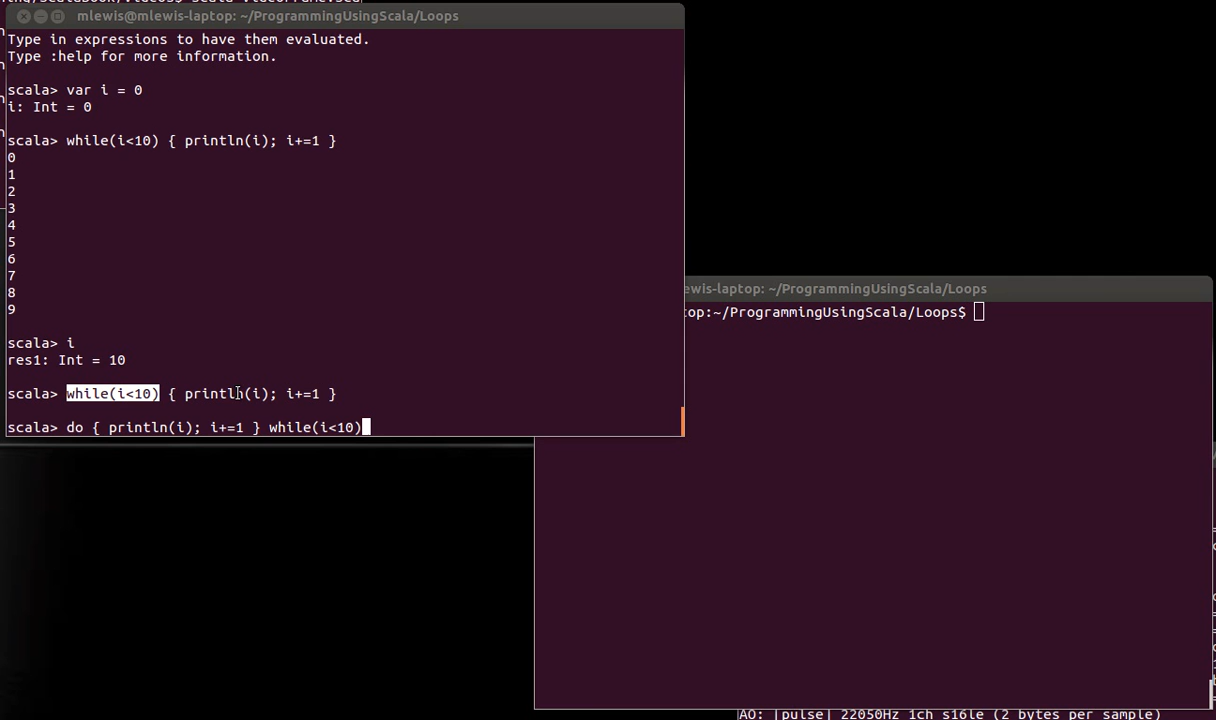 mlewis@mlewis-laptop: ~/ProgrammingUsingScala/Loops
Type in expressions to have them evaluated.
Type :help for more information.
scala> var i = 0
i: Int = 0
scala> while(i<10) { println(i); i+=1 }
0
1
2
3
4
5
6
7
8
9
scala> i
res1: Int = 10
scala> while(i<10) { println(i); i+=1 }
scala> do { println(i); i+=1 } while(i<10)
ewis-laptop: ~/ProgrammingUsingScala/Loops
top:~/ProgrammingUsingScala/Loops$
AO: [pulse] 22050Hz 1ch s16le (2 bytes per sample)